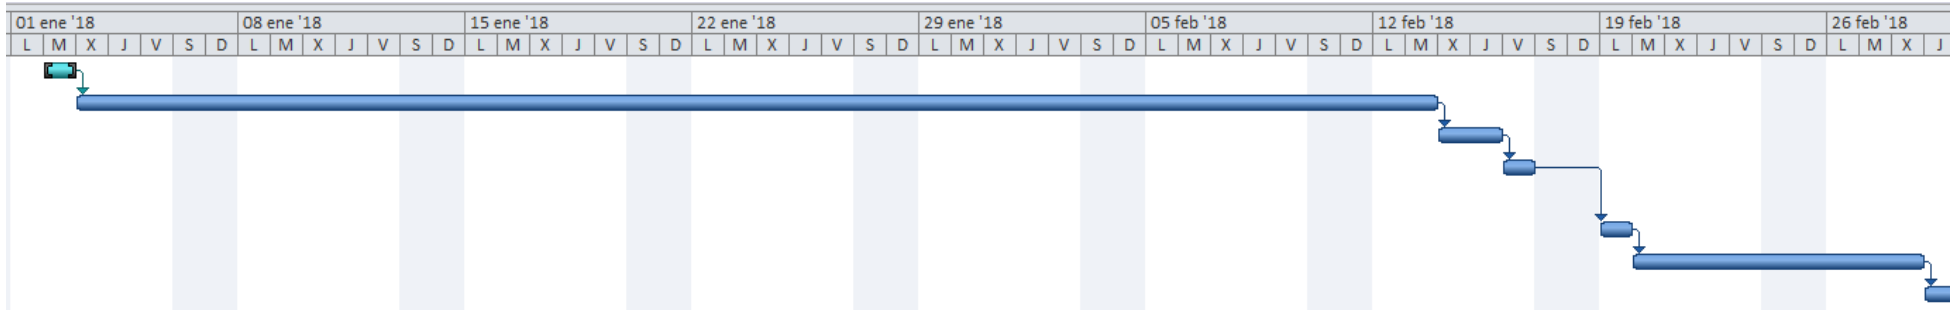 01 ene '18 08 ene '18 15 ene '18 22 ene '18 29 ene '18 05 feb '18 12 feb '18 19 feb '18 26 feb '18
L M X J V S D L M X J V S D L M X J V S D L M X J V S D L M X J V S D L M X J V S D L M X J V S D L M X J V S D L M X J